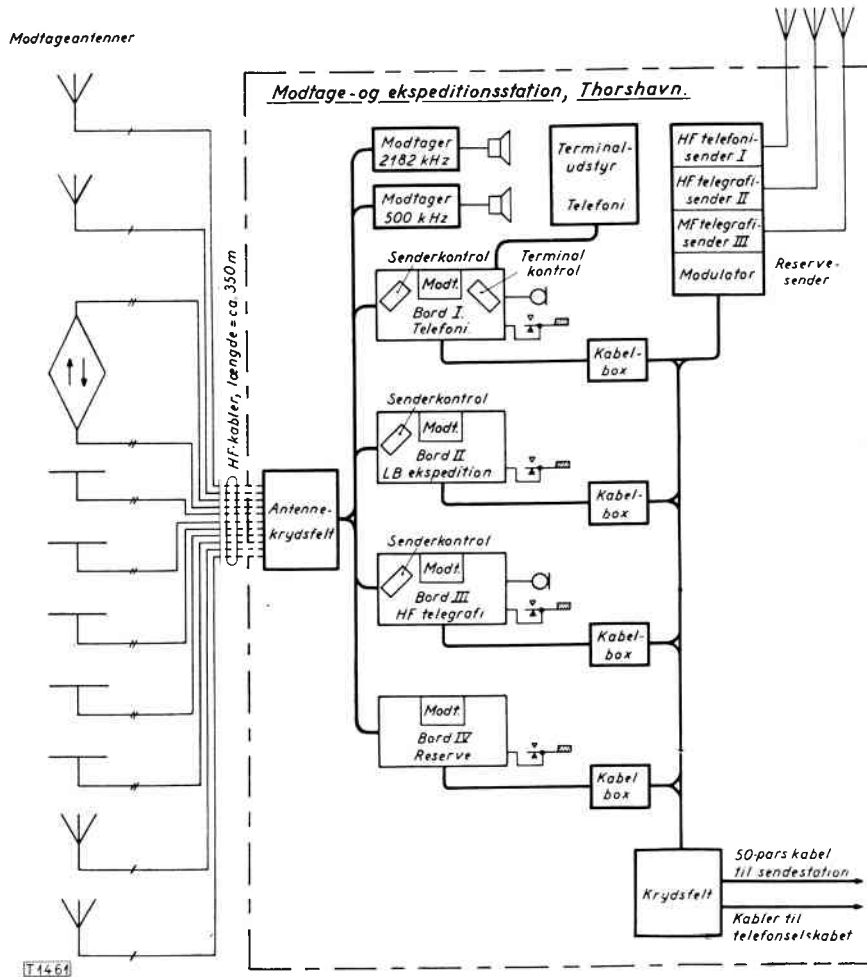 Modtageantenner
Modtage- og ekspeditionsstation, Thorshavn.
HF-kabler, længde = ca. 350 m
Antenne-
krydsfelt
Modtager
2182 kHz
Modtager
500 kHz
Terminal-
udstyr
Telefoni
HF telefoni-
sender I
HF telegrafi-
sender II
MF telegrafi-
sender III
Modulator
Reserve-
sender
Senderkontrol
Terminal
kontrol
Modt.
Bord I.
Telefoni.
Kabel-
box
Senderkontrol
Modt.
Bord II
LB ekspedition
Kabel-
box
Senderkontrol
Modt.
Bord III
HF telegrafi
Kabel-
box
Modt.
Bord IV
Reserve
Kabel
box
Krydsfelt
50-pars kabel
til sendestation
Kabler til
telefonselskabet
T1461